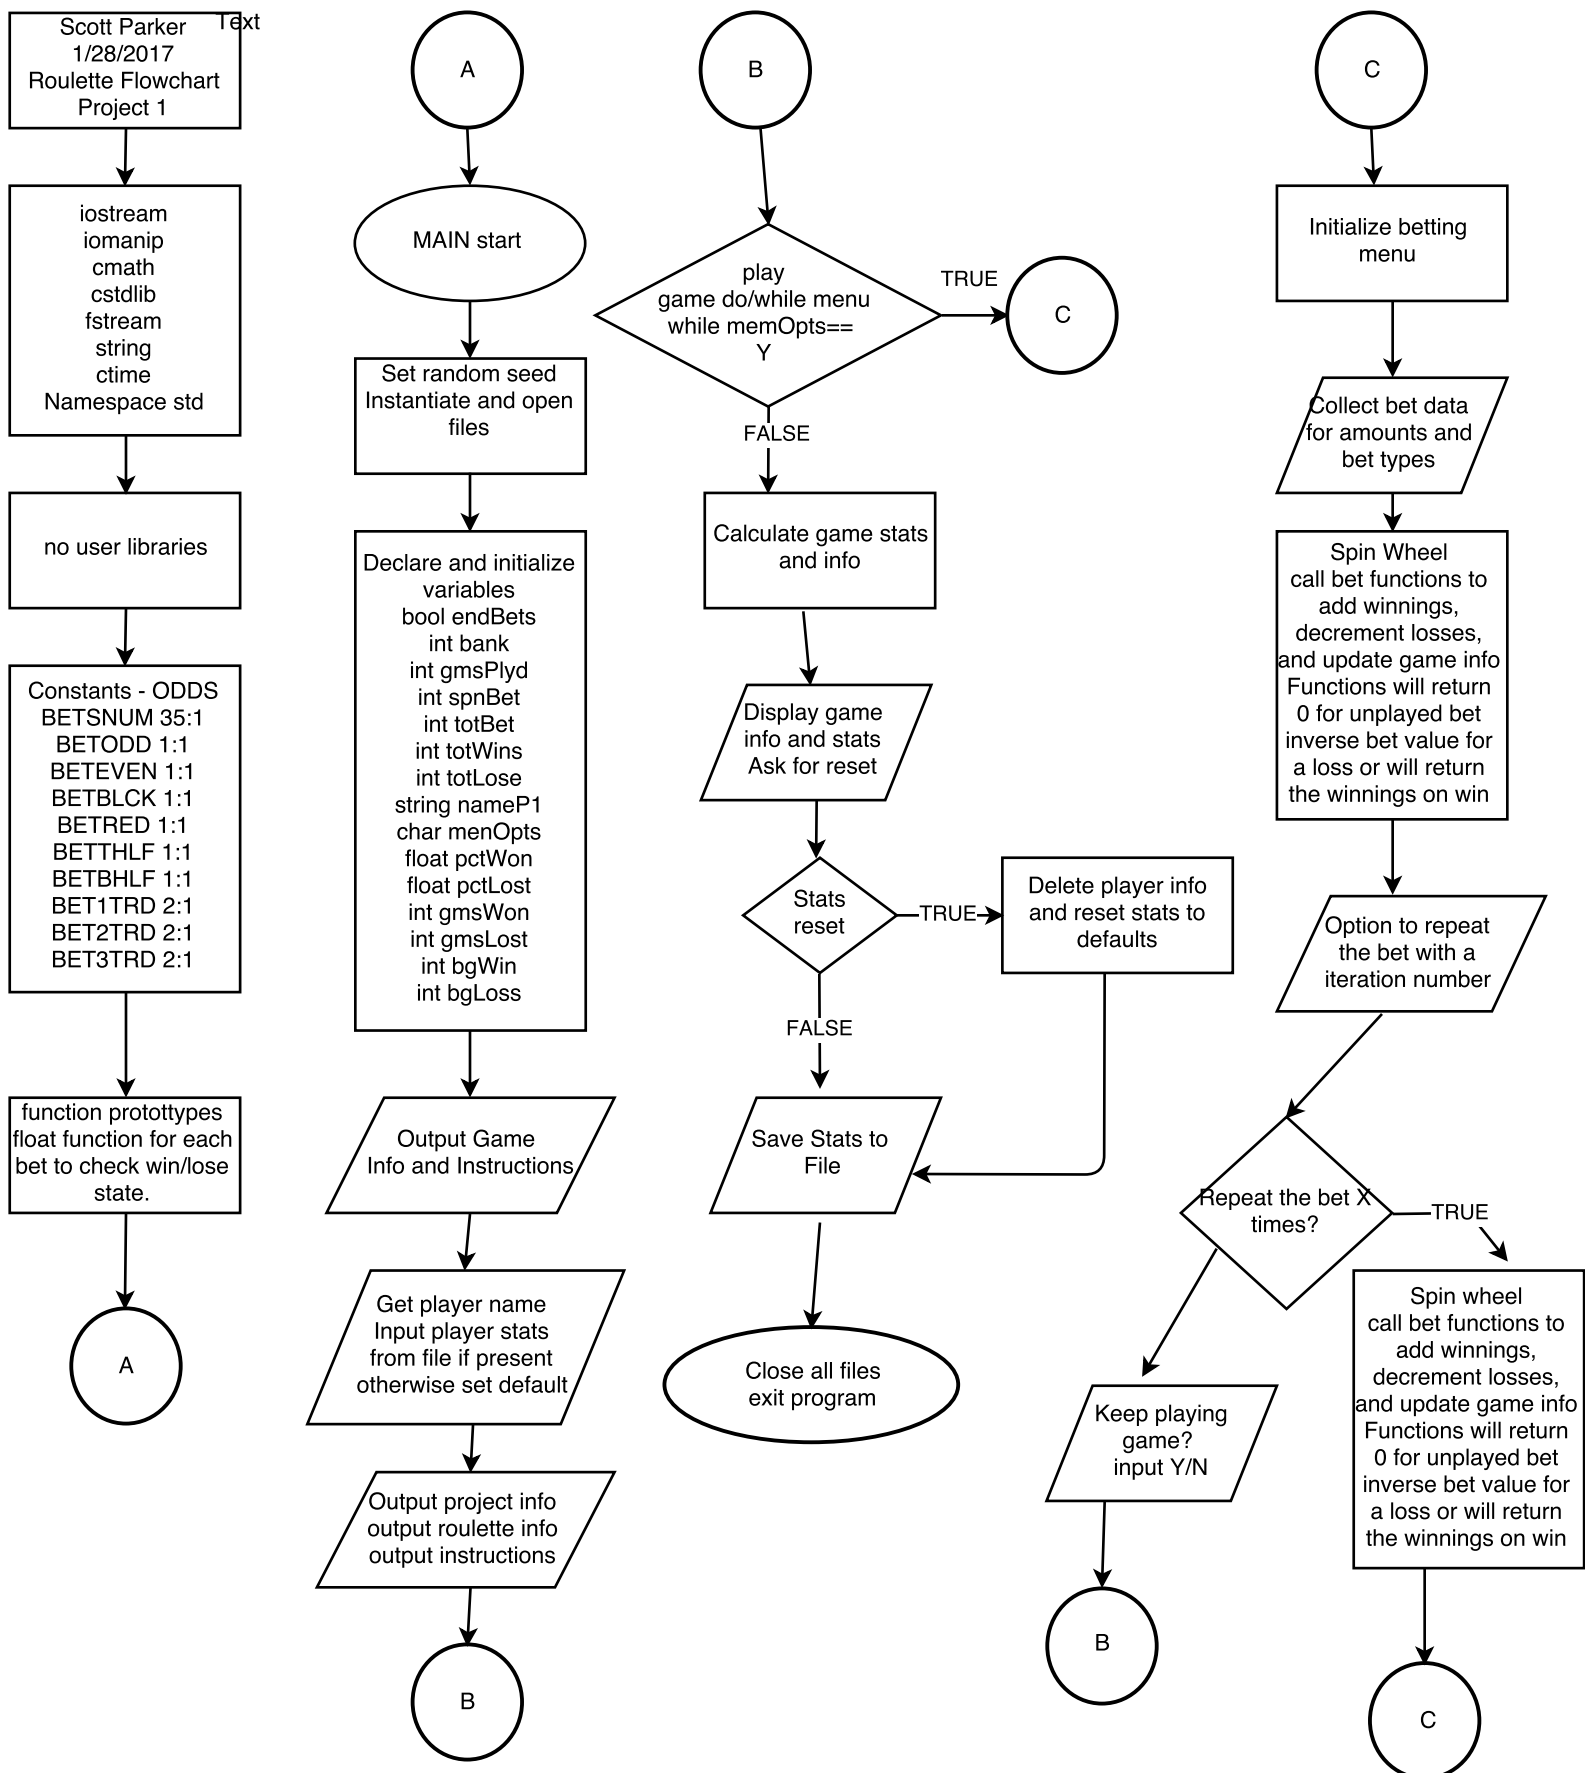 Text
Scott Parker
1/28/2017
Roulette Flowchart
Project 1
iostream
iomanip
cmath
cstdlib
fstream
string
ctime
Namespace std
no user libraries
Constants - ODDS
BETSNUM 35:1
BETODD 1:1
BETEVEN 1:1
BETBLCK 1:1
BETRED 1:1
BETTHLF 1:1
BETBHLF 1:1
BET1TRD 2:1
BET2TRD 2:1
BET3TRD 2:1
function protottypes
float function for each
bet to check win/lose
state.
A
A
MAIN start
Set random seed
Instantiate and open
files
Declare and initialize
variables
bool endBets
int bank
int gmsPlyd
int spnBet
int totBet
int totWins
int totLose
string nameP1
char menOpts
float pctWon
float pctLost
int gmsWon
int gmsLost
int bgWin
int bgLoss
Output Game
Info and Instructions
Get player name
Input player stats
from file if present
otherwise set default
Output project info
output roulette info
output instructions
B
B
play
game do/while menu
while memOpts==
Y
TRUE
C
FALSE
Calculate game stats
and info
Display game
info and stats
Ask for reset
Stats
reset
TRUE
Delete player info
and reset stats to
defaults
FALSE
Save Stats to
File
Close all files
exit program
C
Initialize betting
menu
Collect bet data
for amounts and
bet types
Spin Wheel
call bet functions to
add winnings,
decrement losses,
and update game info
Functions will return
0 for unplayed bet
inverse bet value for
a loss or will return
the winnings on win
Option to repeat
the bet with a
iteration number
Repeat the bet X
times?
TRUE
Keep playing
game?
input Y/N
B
Spin wheel
call bet functions to
add winnings,
decrement losses,
and update game info
Functions will return
0 for unplayed bet
inverse bet value for
a loss or will return
the winnings on win
C